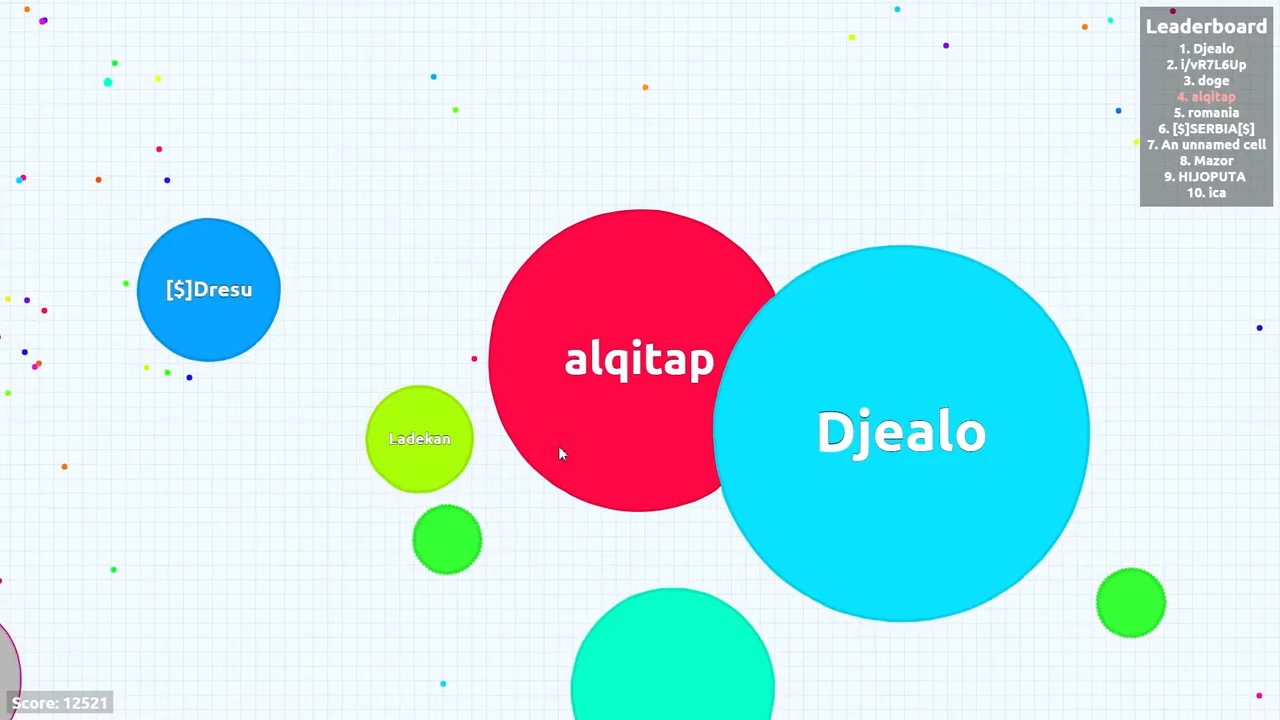 Leaderboard
1. Djealo
2. i/vR7L6Up
3. doge
4. alqitap
5. romania
6. [$]SERBIA[$]
7. An unnamed cell
8. Mazor
9. HIJOPUTA
10. ica
[$]Dresu
alqitap
Djealo
Ladekan
Score: 12521